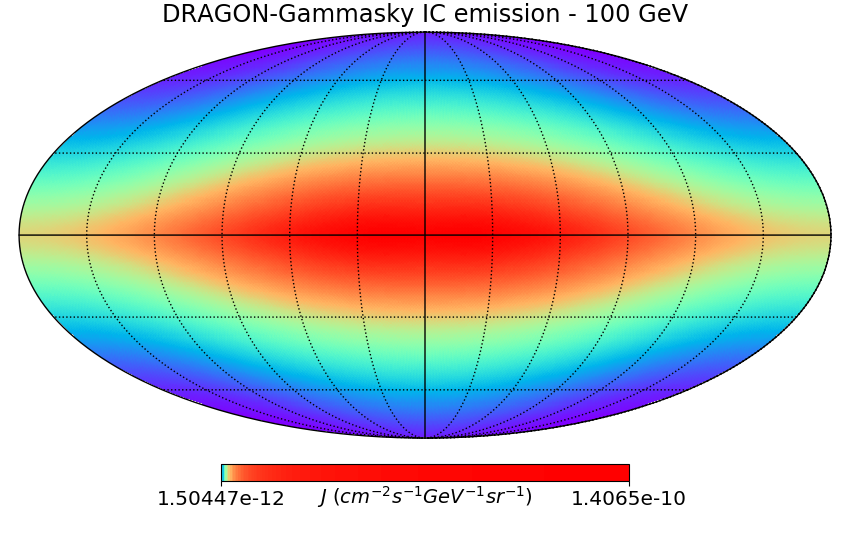 DRAGON-Gammasky IC emission - 100 GeV
1.50447e-12 J (cm⁻²s⁻¹GeV⁻¹sr⁻¹) 1.4065e-10